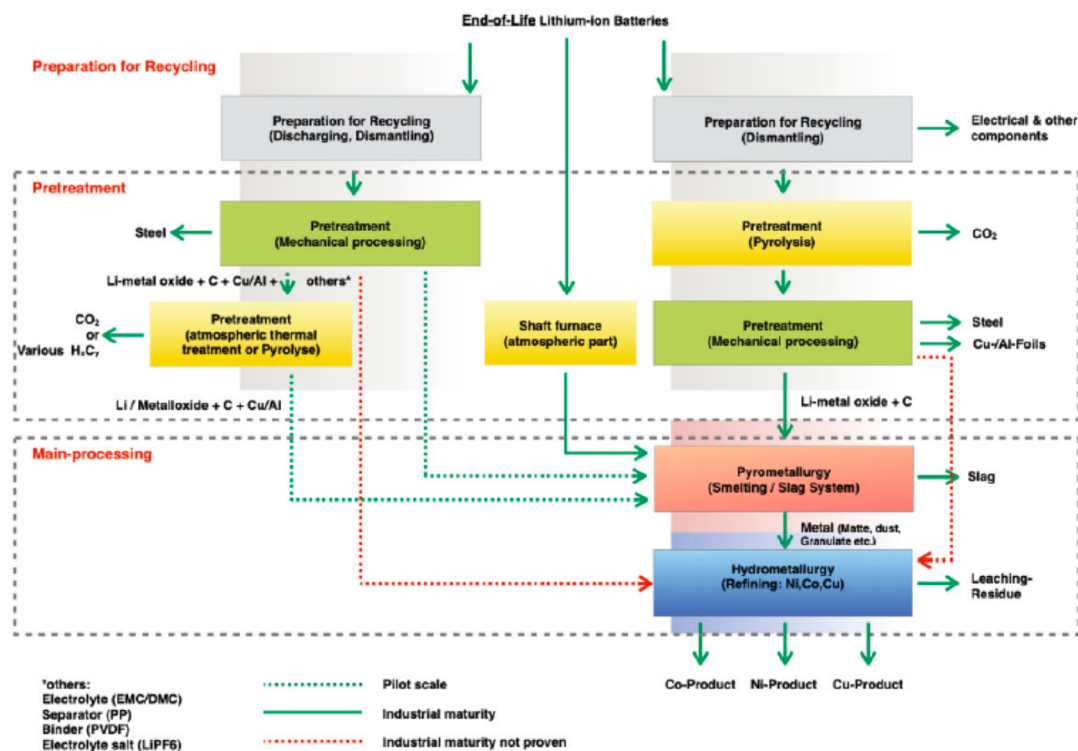 End-of-Life Lithium-ion Batteries
Preparation for Recycling
Preparation for Recycling
(Discharging, Dismantling)
Preparation for Recycling
(Dismantling)
Electrical & other
components
Pretreatment
Steel
Pretreatment
(Mechanical processing)
Pretreatment
(Pyrolysis)
CO₂
Li-metal oxide + C + Cu/Al + others*
CO₂
or
Various HₓCᵧ
Pretreatment
(atmospheric thermal
treatment or Pyrolyse)
Shaft furnace
(atmospheric part)
Pretreatment
(Mechanical processing)
Steel
Cu-/Al-Foils
Li / Metalloxide + C + Cu/Al
Li-metal oxide + C
Main-processing
Pyrometallurgy
(Smelting / Slag System)
Slag
Metal (Matte, dust,
Granulate etc.)
Hydrometallurgy
(Refining: Ni,Co,Cu)
Leaching-
Residue
Co-Product
Ni-Product
Cu-Product
*others:
Electrolyte (EMC/DMC)
Separator (PP)
Binder (PVDF)
Electrolyte salt (LiPF6)
Pilot scale
Industrial maturity
Industrial maturity not proven